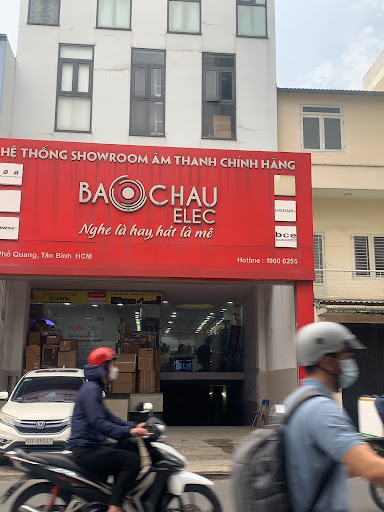 HỆ THỐNG SHOWROOM ÂM THANH CHÍNH HÃNG
BAOCHAU
ELEC
Nghe là hay, hát là mê
bce
Phổ Quang, Tân Bình HCM
Hotline : 1900 0255